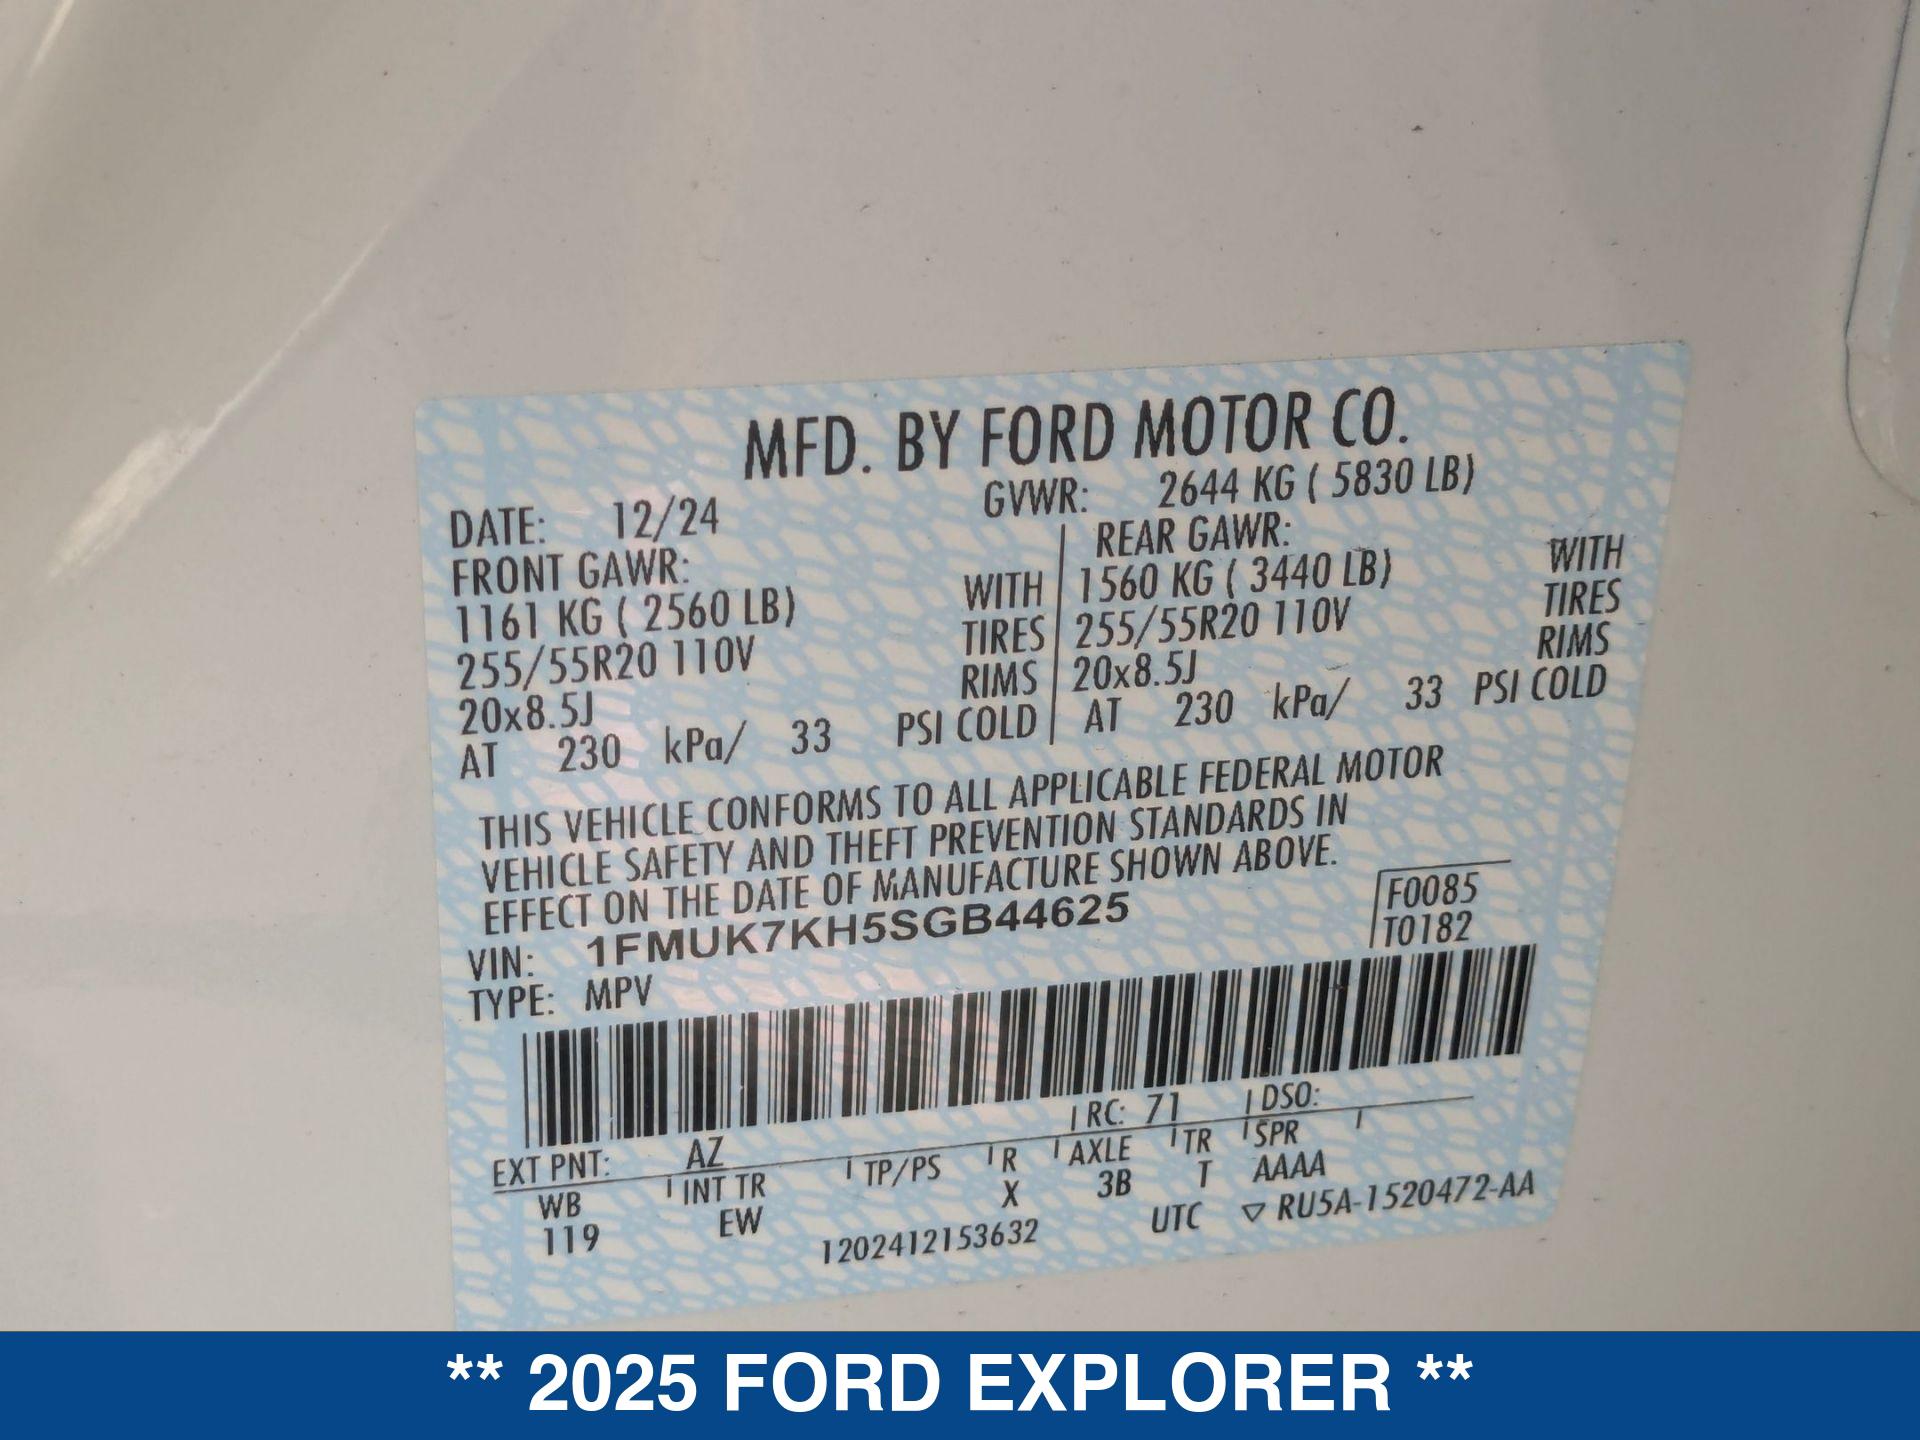 MFD. BY FORD MOTOR CO.
DATE: 12/24 GVWR: 2644 KG ( 5830 LB)
FRONT GAWR: REAR GAWR:
1161 KG ( 2560 LB) WITH 1560 KG ( 3440 LB) WITH
255/55R20 110V TIRES 255/55R20 110V TIRES
20x8.5J RIMS 20x8.5J RIMS
AT 230 kPa/ 33 PSI COLD AT 230 kPa/ 33 PSI COLD
THIS VEHICLE CONFORMS TO ALL APPLICABLE FEDERAL MOTOR
VEHICLE SAFETY AND THEFT PREVENTION STANDARDS IN
EFFECT ON THE DATE OF MANUFACTURE SHOWN ABOVE.
VIN: 1FMUK7KH5SGB44625 F0085
TYPE: MPV T0182
EXT PNT: AZ RC: 71 DSO:
WB INT TR TP/PS R AXLE TR SPR
119 EW X 3B T AAAA
1202412153632 UTC ▽ RU5A-1520472-AA
** 2025 FORD EXPLORER **